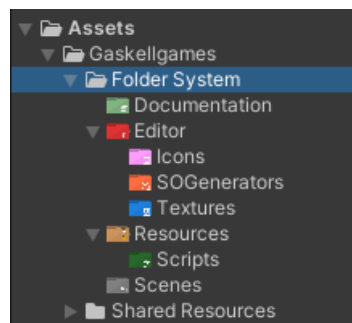 Assets
Gaskellgames
Folder System
Documentation
Editor
Icons
SOGenerators
Textures
Resources
Scripts
Scenes
Shared Resources